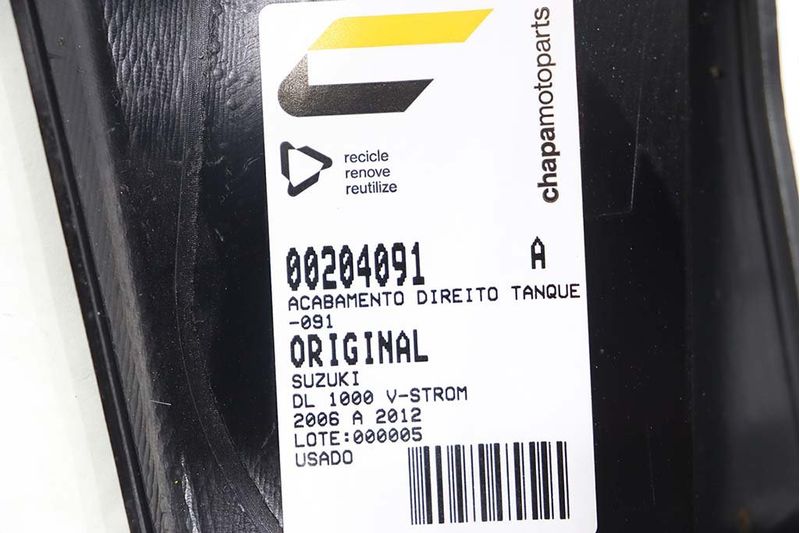 chapamotoparts
recicle
renove
reutilize
00204091 A
ACABAMENTO DIREITO TANQUE
-091
ORIGINAL
SUZUKI
DL 1000 V-STROM
2006 A 2012
LOTE:000005
USADO